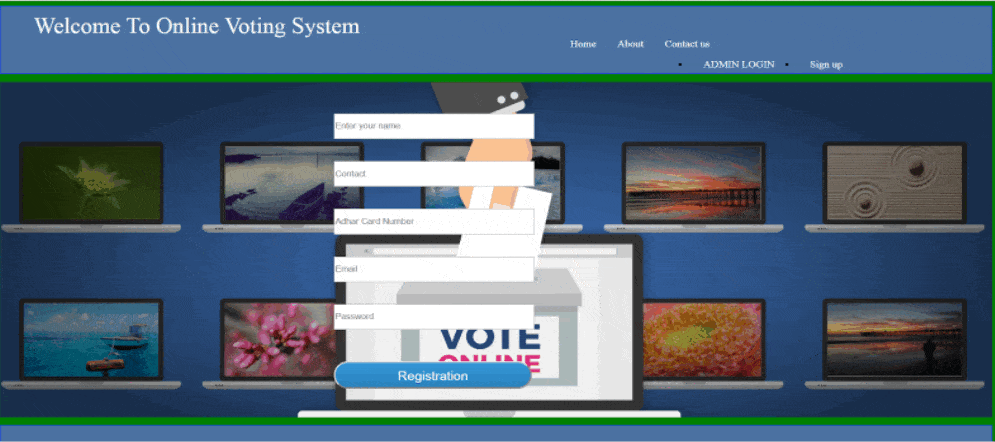 Welcome To Online Voting System
Home About Contact us
ADMIN LOGIN Sign up
Enter your name
Contact
Adhar Card Number
Email
Password
VOTE
ONLINE
Registration